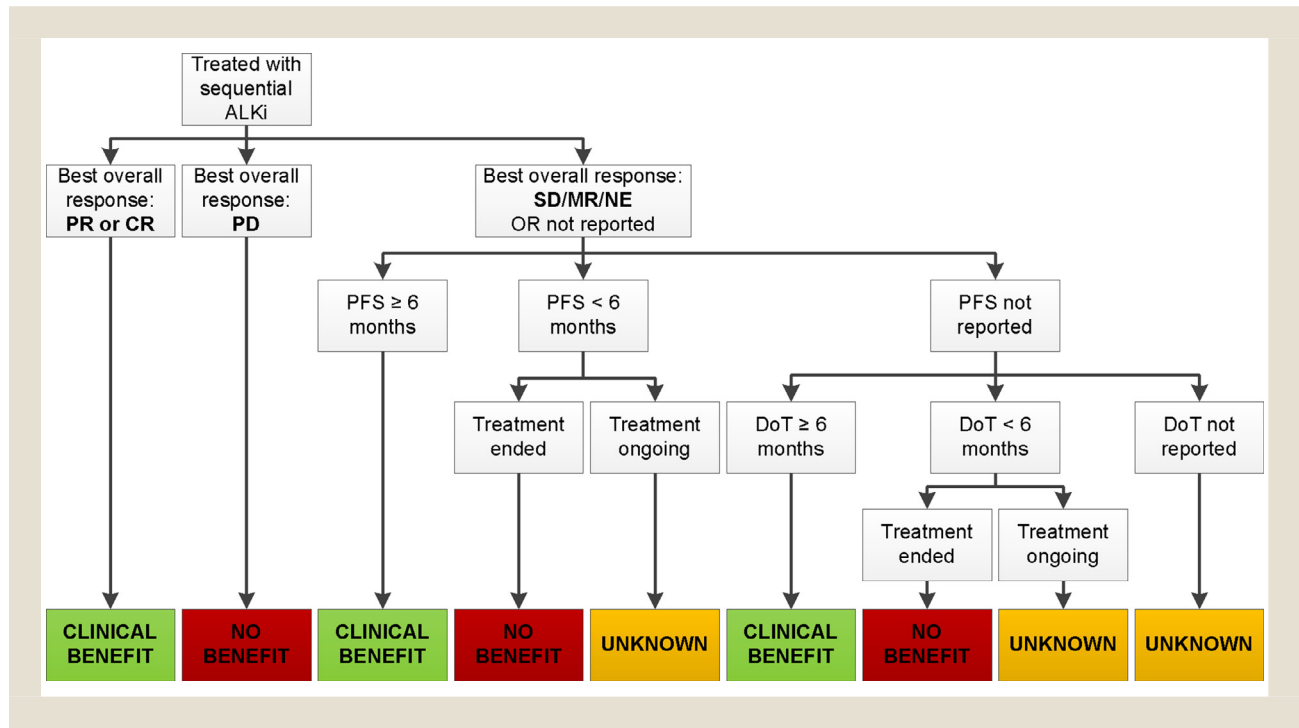 Treated with
sequential
ALKi
Best overall
response:
PR or CR
Best overall
response:
PD
Best overall response:
SD/MR/NE
OR not reported
PFS ≥ 6
months
PFS < 6
months
PFS not
reported
Treatment
ended
Treatment
ongoing
DoT ≥ 6
months
DoT < 6
months
DoT not
reported
Treatment
ended
Treatment
ongoing
CLINICAL
BENEFIT
NO
BENEFIT
CLINICAL
BENEFIT
NO
BENEFIT
UNKNOWN
CLINICAL
BENEFIT
NO
BENEFIT
UNKNOWN
UNKNOWN